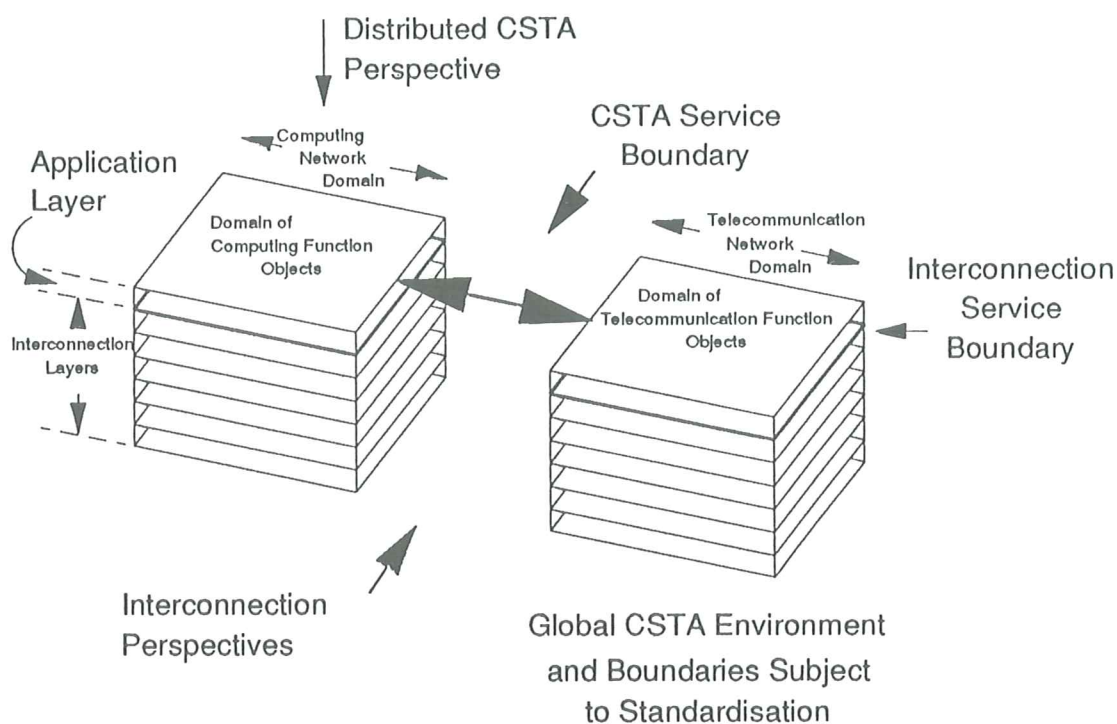 Distributed CSTA
Perspective
Computing
Network
Domain
CSTA Service
Boundary
Application
Layer
Domain of
Computing Function
Objects
Telecommunication
Network
Domain
Interconnection
Service
Boundary
Domain of
Telecommunication Function
Objects
Interconnection
Layers
Interconnection
Perspectives
Global CSTA Environment
and Boundaries Subject
to Standardisation